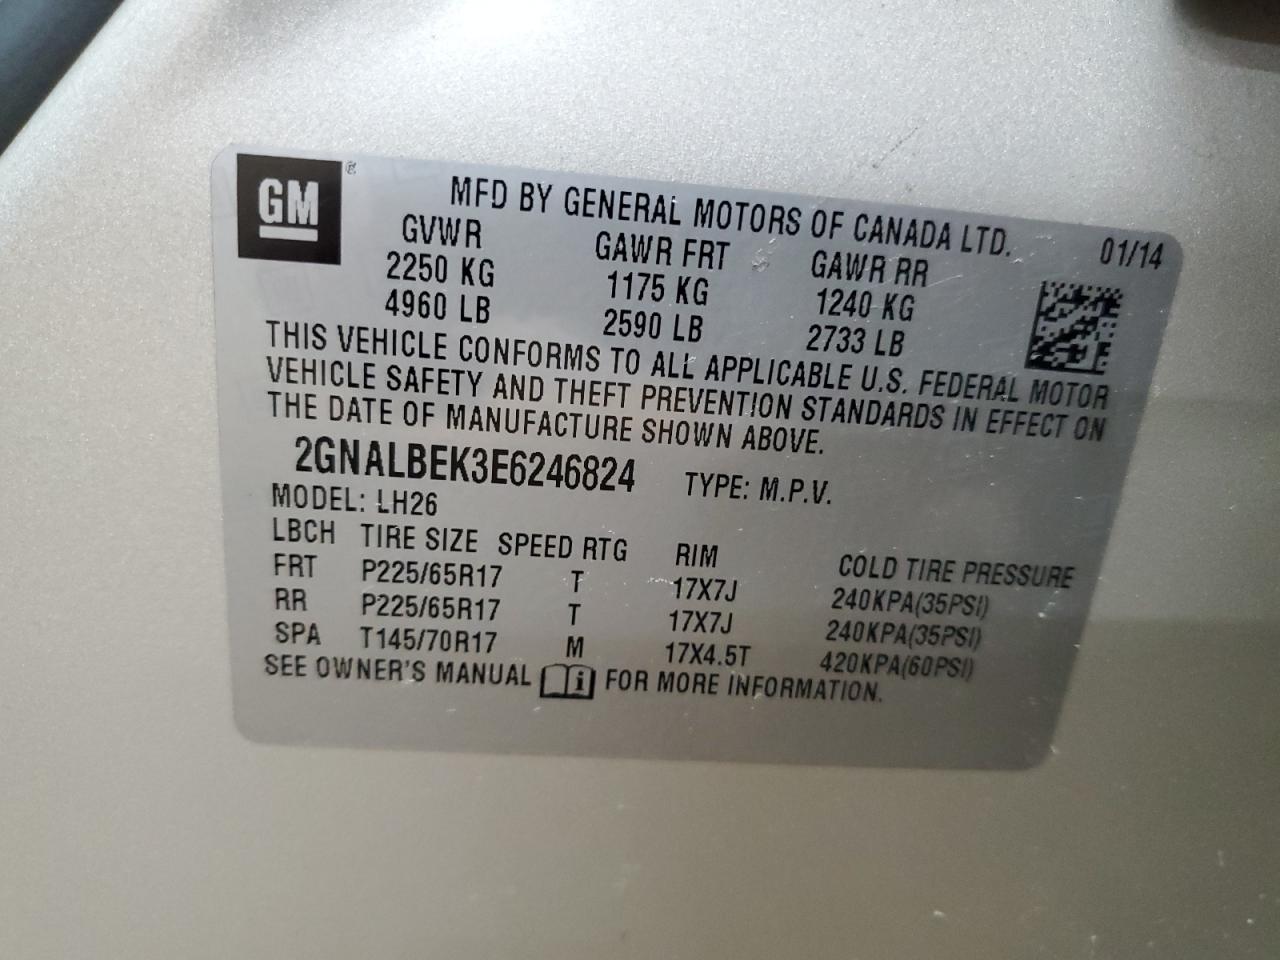 GM ®
MFD BY GENERAL MOTORS OF CANADA LTD. 01/14
GVWR GAWR FRT GAWR RR
2250 KG 1175 KG 1240 KG
4960 LB 2590 LB 2733 LB
THIS VEHICLE CONFORMS TO ALL APPLICABLE U.S. FEDERAL MOTOR
VEHICLE SAFETY AND THEFT PREVENTION STANDARDS IN EFFECT ON
THE DATE OF MANUFACTURE SHOWN ABOVE.
2GNALBEK3E6246824 TYPE: M.P.V.
MODEL: LH26
LBCH TIRE SIZE SPEED RTG RIM COLD TIRE PRESSURE
FRT P225/65R17 T 17X7J 240KPA(35PSI)
RR P225/65R17 T 17X7J 240KPA(35PSI)
SPA T145/70R17 M 17X4.5T 420KPA(60PSI)
SEE OWNER'S MANUAL i FOR MORE INFORMATION.